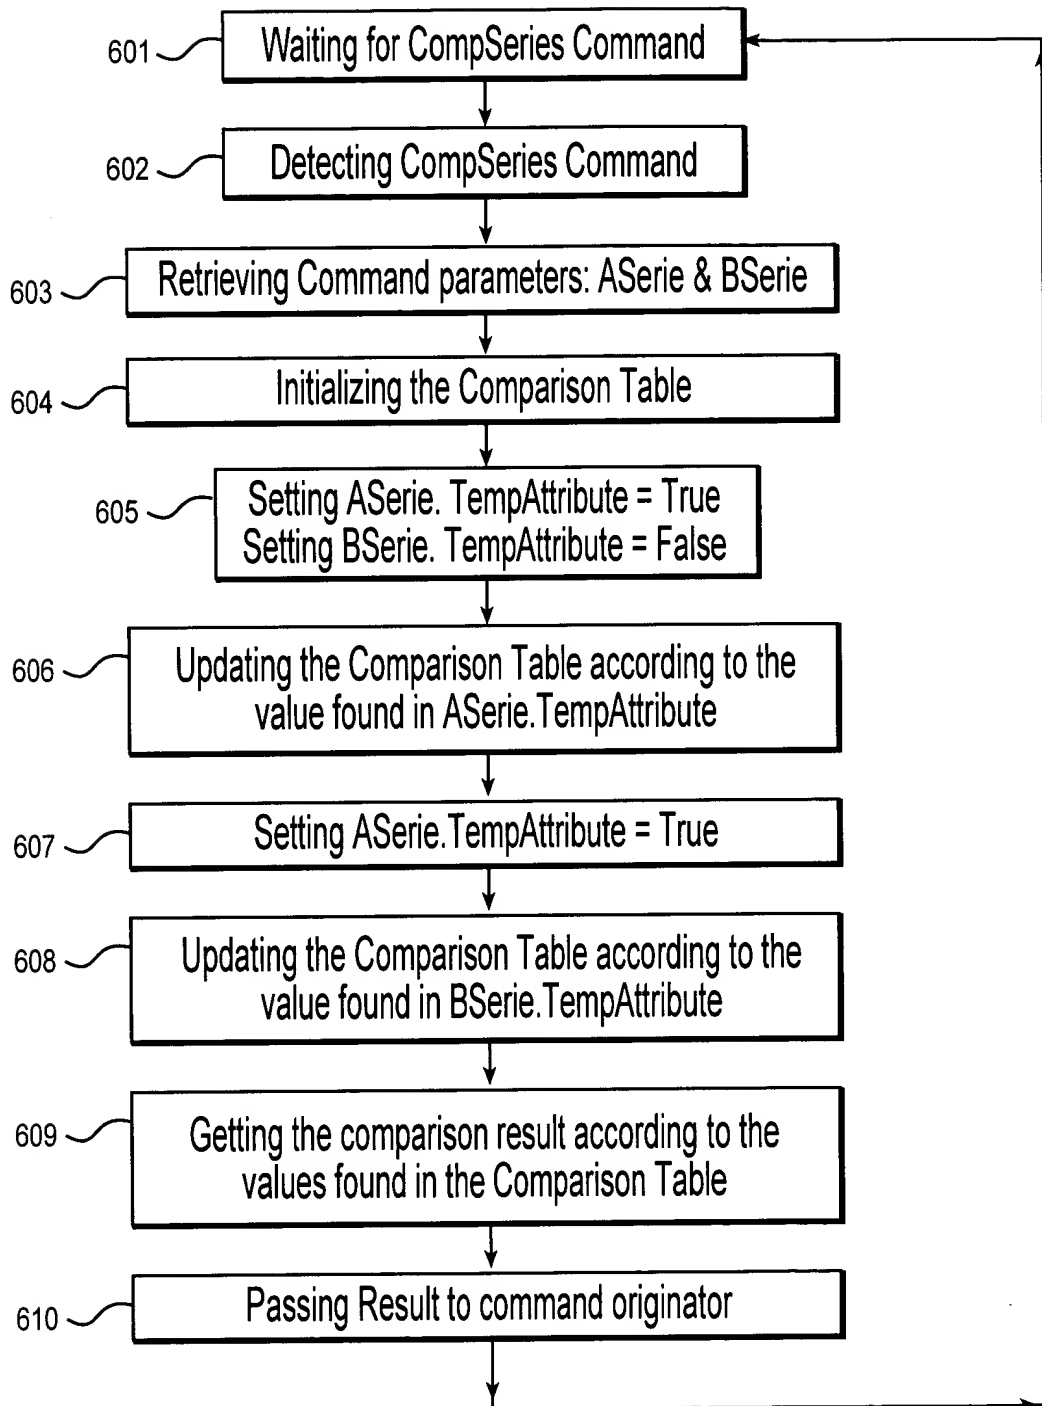 601
Waiting for CompSeries Command
602
Detecting CompSeries Command
603
Retrieving Command parameters: ASerie & BSerie
604
Initializing the Comparison Table
605
Setting ASerie. TempAttribute = True
Setting BSerie. TempAttribute = False
606
Updating the Comparison Table according to the
value found in ASerie.TempAttribute
607
Setting ASerie.TempAttribute = True
608
Updating the Comparison Table according to the
value found in BSerie.TempAttribute
609
Getting the comparison result according to the
values found in the Comparison Table
610
Passing Result to command originator